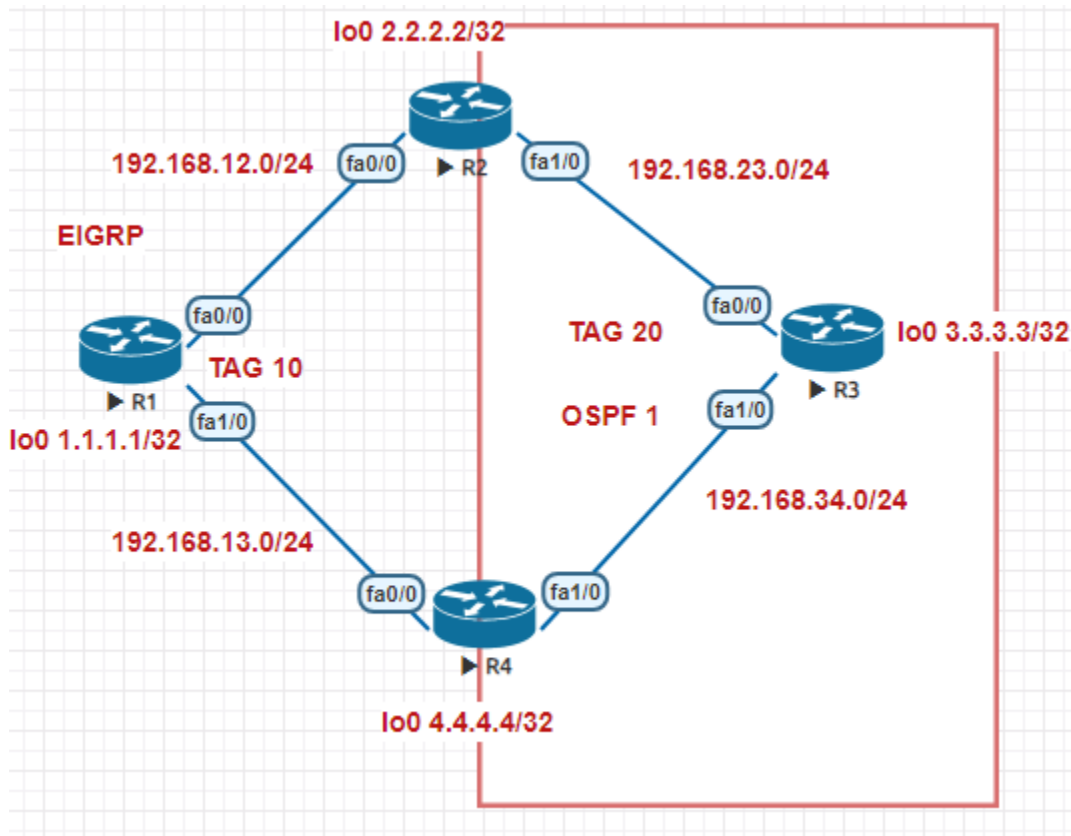 lo0 2.2.2.2/32
192.168.12.0/24
fa0/0
R2
fa1/0
192.168.23.0/24
EIGRP
fa0/0
fa0/0
TAG 20
lo0 3.3.3.3/32
TAG 10
R1
R3
fa1/0
fa1/0
OSPF 1
lo0 1.1.1.1/32
192.168.34.0/24
192.168.13.0/24
fa0/0
fa1/0
R4
lo0 4.4.4.4/32